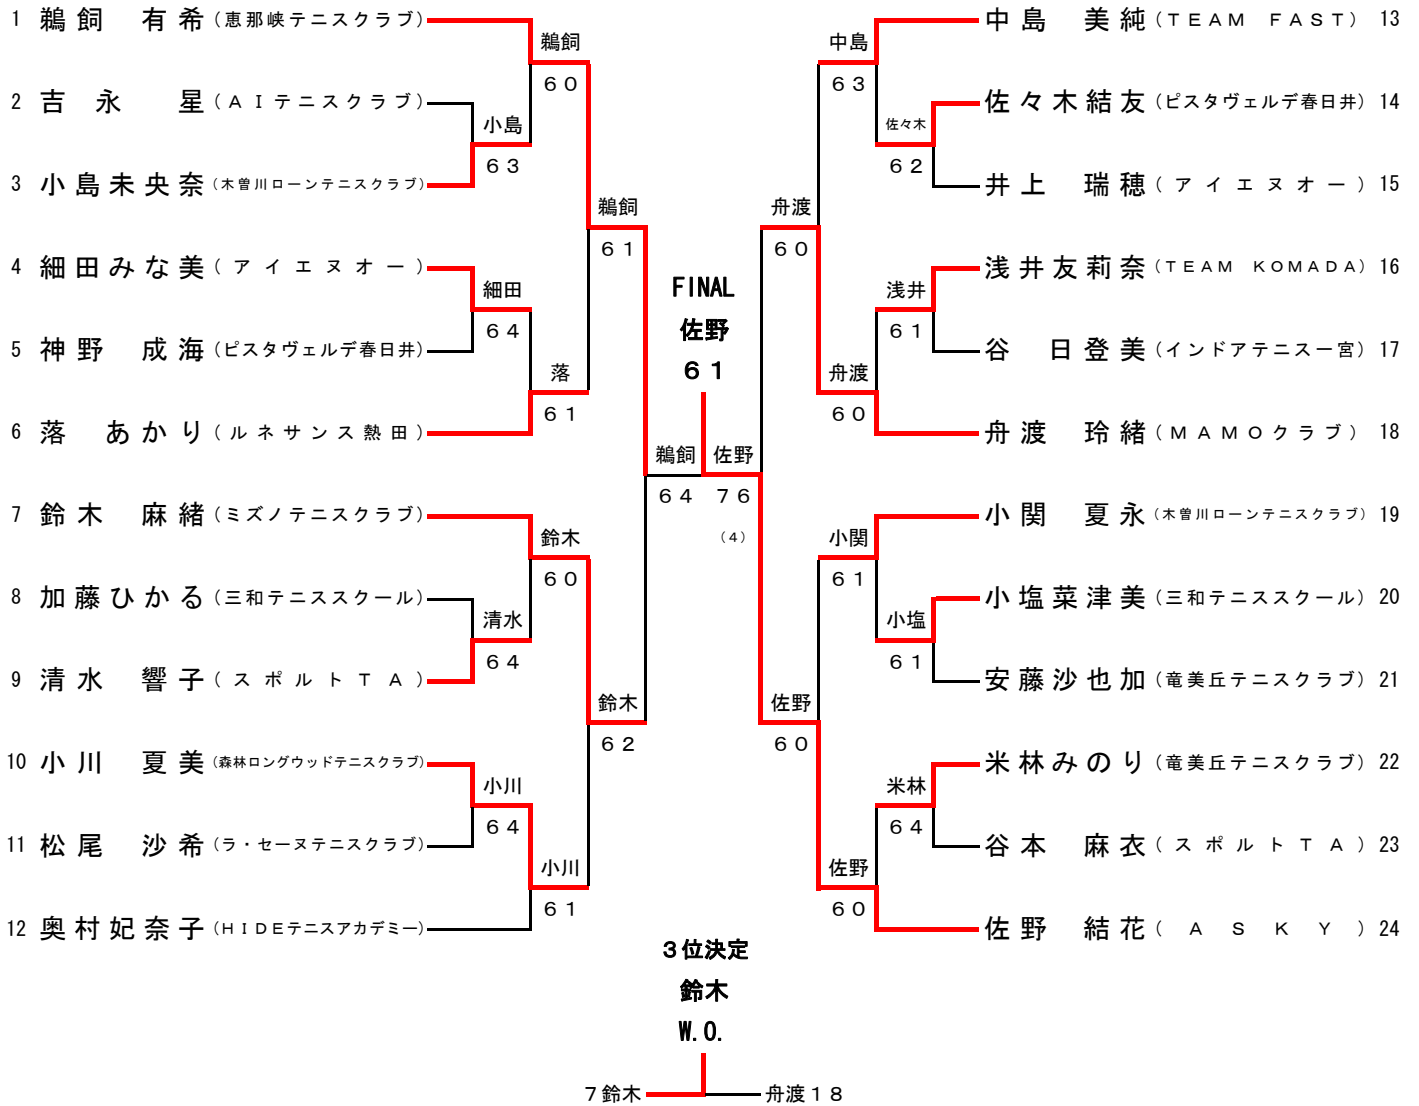 1 鵜飼 有希 (恵那峡テニスクラブ)
2 吉永 星 (ＡＩテニスクラブ)
3 小島未央奈 (木曽川ローンテニスクラブ)
4 細田みな美 (アイエヌオー)
5 神野 成海 (ピスタヴェルデ春日井)
6 落 あかり (ルネサンス熱田)
7 鈴木 麻緒 (ミズノテニスクラブ)
8 加藤ひかる (三和テニススクール)
9 清水 響子 (スポルトＴＡ)
10 小川 夏美 (森林ロングウッドテニスクラブ)
11 松尾 沙希 (ラ・セーヌテニスクラブ)
12 奥村妃奈子 (ＨＩＤＥテニスアカデミー)
小島
６３
細田
６４
清水
６４
小川
６４
鵜飼
６０
落
６１
鈴木
６０
小川
６１
鵜飼
６１
鈴木
６２
鵜飼
６４
FINAL
佐野
６１
佐野
７６
(４)
舟渡
６０
佐野
６０
中島
６３
舟渡
６０
小関
６１
佐野
６０
佐々木
６２
浅井
６１
小塩
６１
米林
６４
中島 美純 (ＴＥＡＭ ＦＡＳＴ) 13
佐々木結友 (ピスタヴェルデ春日井) 14
井上 瑞穂 (アイエヌオー) 15
浅井友莉奈 (ＴＥＡＭ ＫＯＭＡＤＡ) 16
谷 日登美 (インドアテニス一宮) 17
舟渡 玲緒 (ＭＡＭＯクラブ) 18
小関 夏永 (木曽川ローンテニスクラブ) 19
小塩菜津美 (三和テニススクール) 20
安藤沙也加 (竜美丘テニスクラブ) 21
米林みのり (竜美丘テニスクラブ) 22
谷本 麻衣 (スポルトＴＡ) 23
佐野 結花 (ＡＳＫＹ) 24
３位決定
鈴木
W.O.
７鈴木 舟渡１８